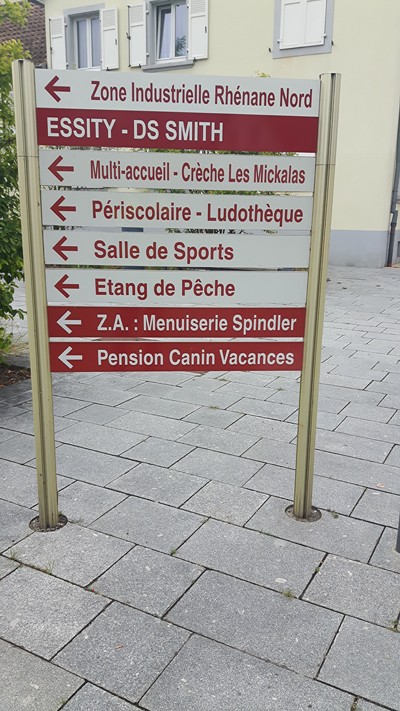 Zone Industrielle Rhénane Nord
ESSITY - DS SMITH
Multi-accueil - Crèche Les Mickalas
Périscolaire - Ludothèque
Salle de Sports
Etang de Pêche
Z.A. : Menuiserie Spindler
Pension Canin Vacances